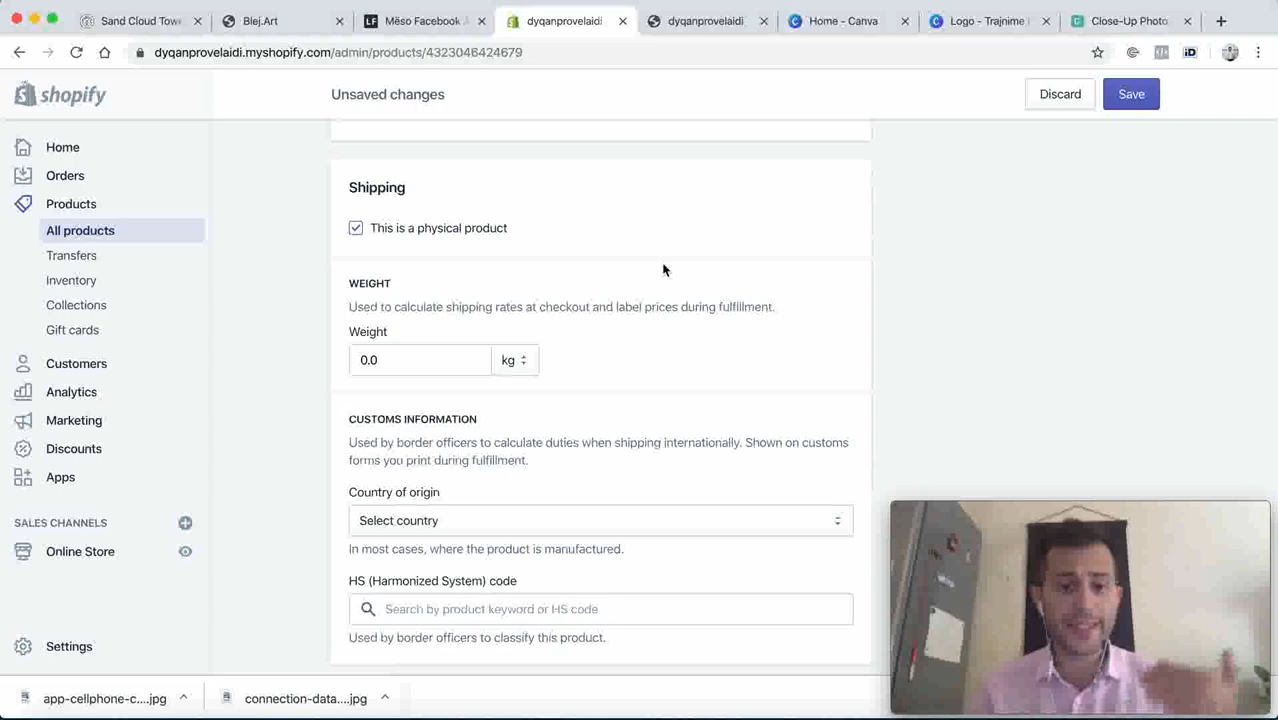 Sand Cloud Tow
Blej.Art
Mëso Facebook
dyqanprovelaidi
dyqanprovelaidi
Home - Canva
Logo - Trajnime
Close-Up Photo
dyqanprovelaidi.myshopify.com/admin/products/4323046424679
shopify
Unsaved changes
Discard
Save
Home
Orders
Products
All products
Transfers
Inventory
Collections
Gift cards
Customers
Analytics
Marketing
Discounts
Apps
SALES CHANNELS
Online Store
Settings
Shipping
This is a physical product
WEIGHT
Used to calculate shipping rates at checkout and label prices during fulfillment.
Weight
0.0
kg
CUSTOMS INFORMATION
Used by border officers to calculate duties when shipping internationally. Shown on customs
forms you print during fulfillment.
Country of origin
Select country
In most cases, where the product is manufactured.
HS (Harmonized System) code
Search by product keyword or HS code
Used by border officers to classify this product.
app-cellphone-c....jpg
connection-data....jpg